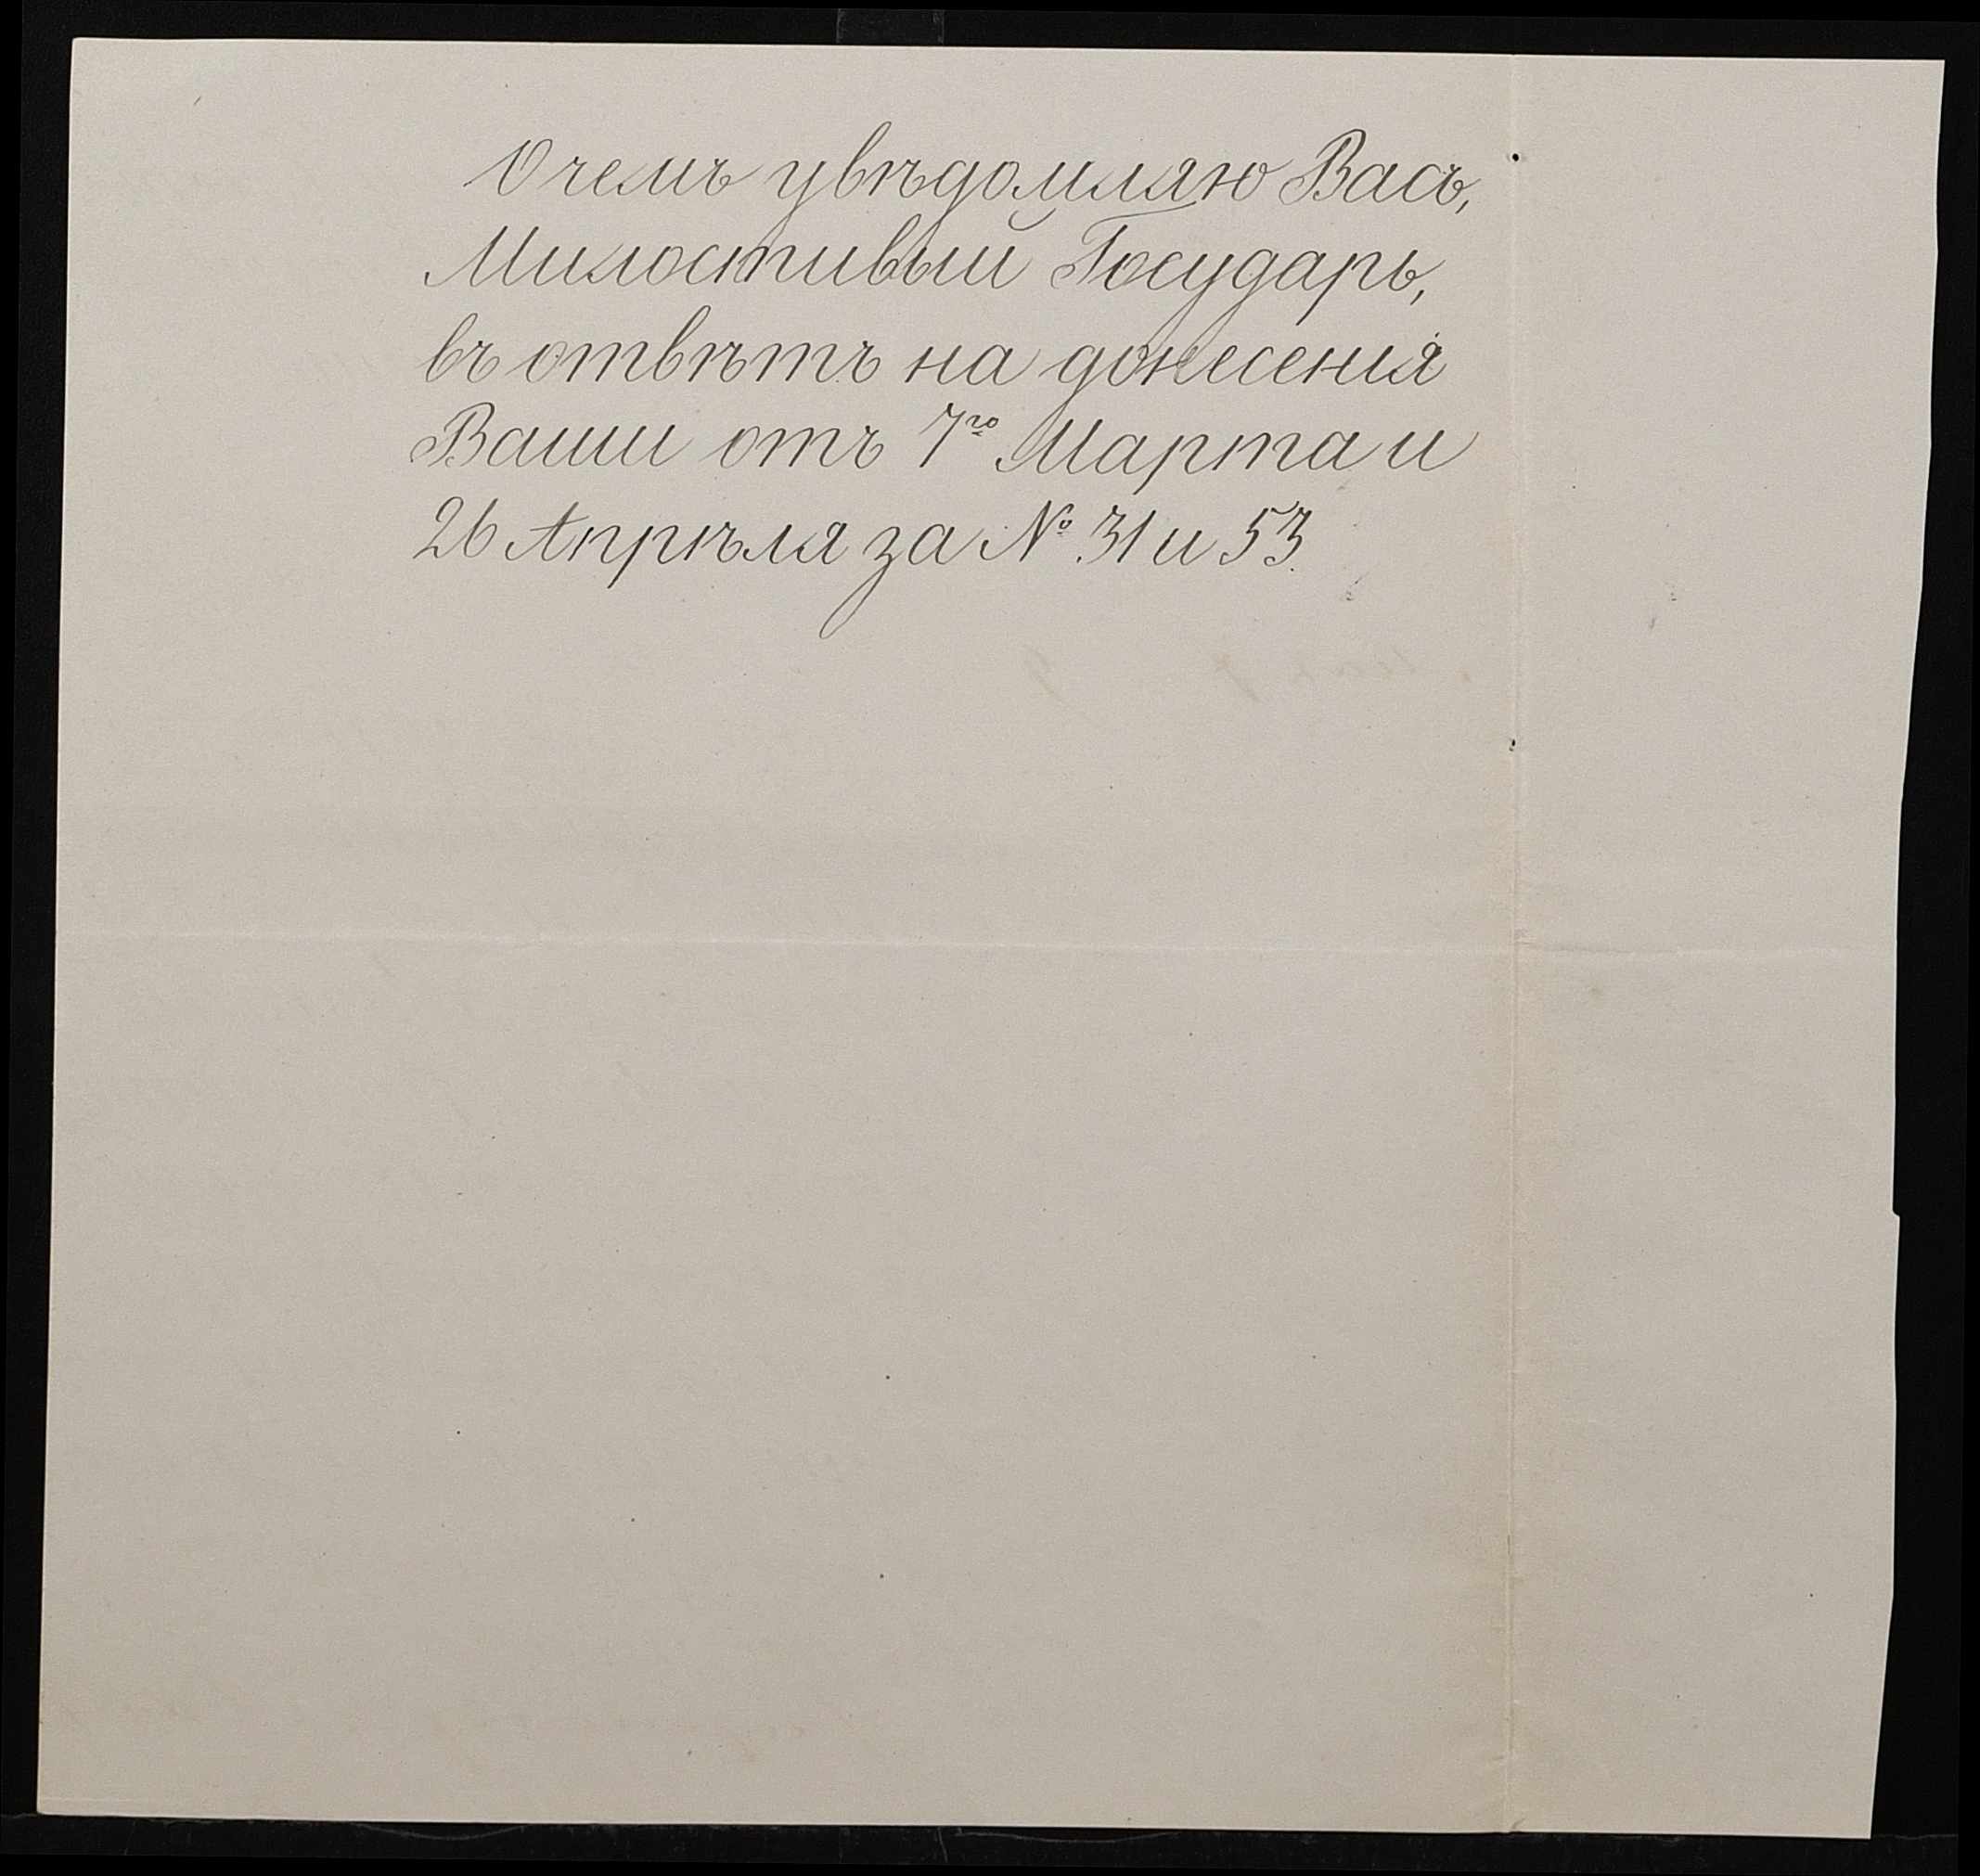 О чемъ увѣдомляю Васъ,
Милостивый Государь,
въ отвѣтъ на донесенія
Ваши отъ 7го Марта и
26 Апрѣля за № 31 и 53.